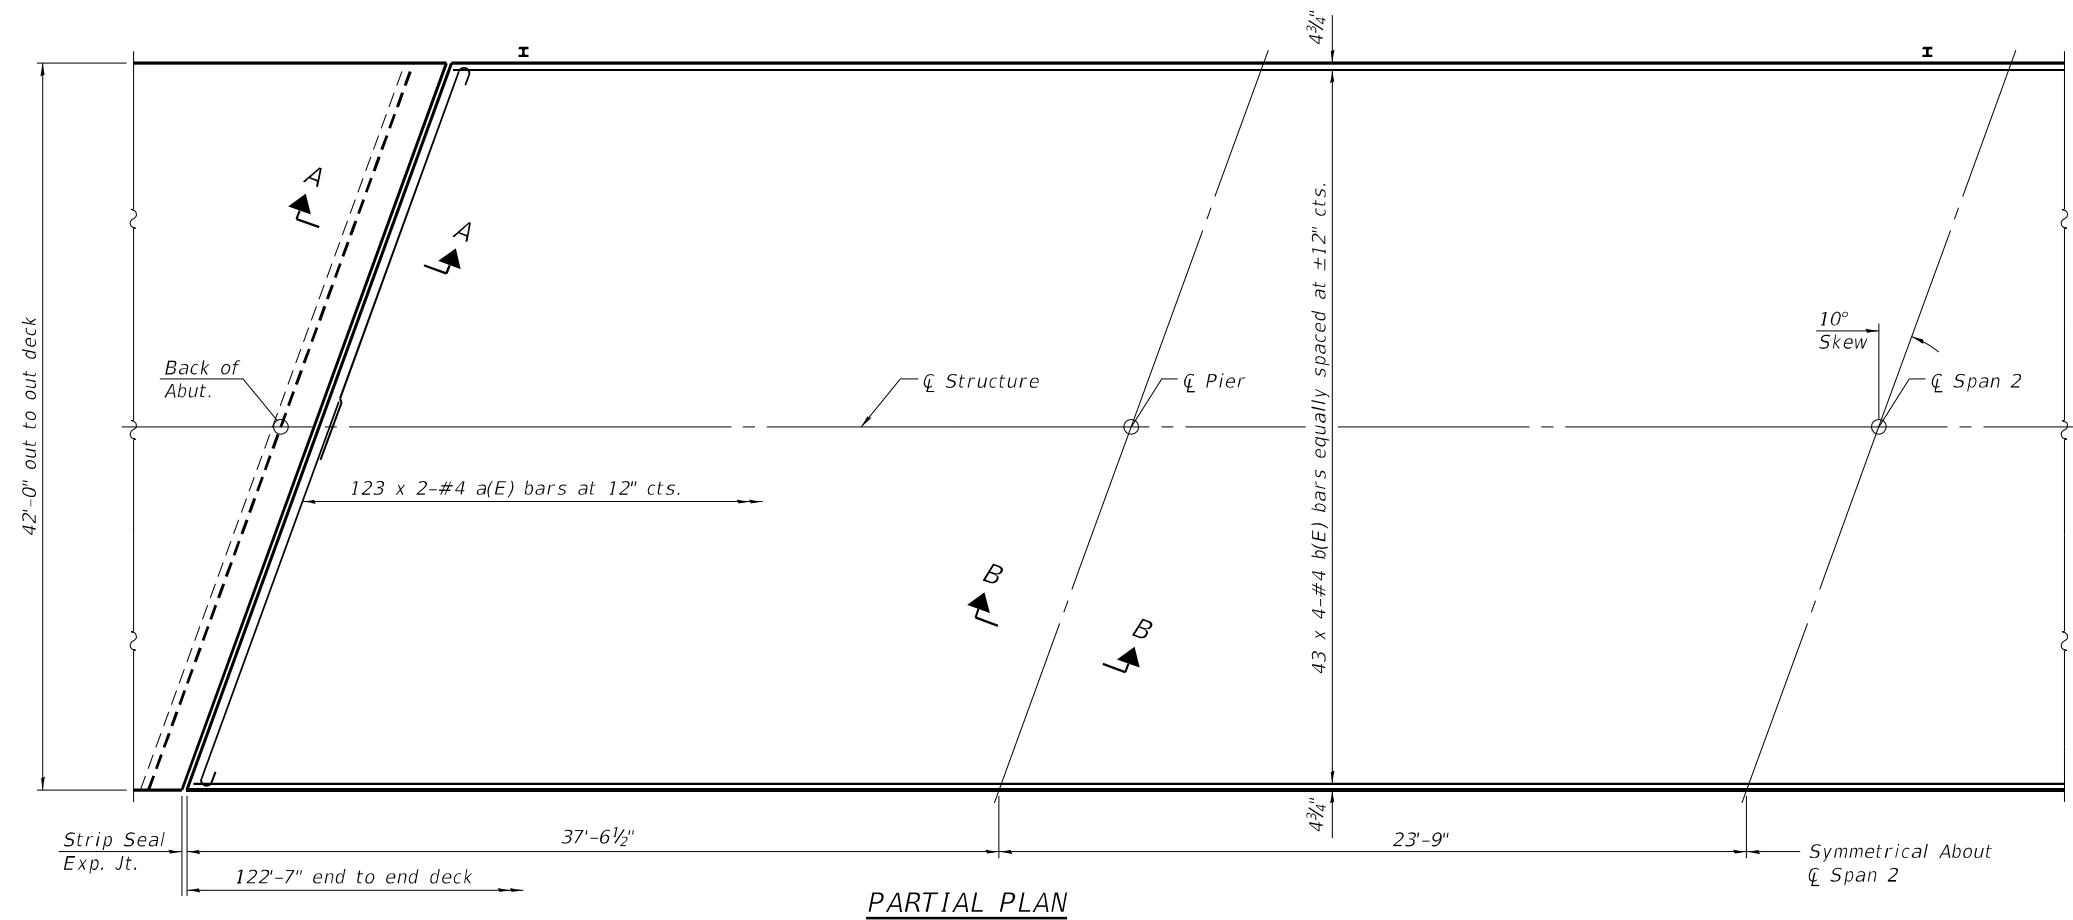 4¾"
A
A
42'-0" out to out deck
43 x 4-#4 b(E) bars equally spaced at ±12" cts.
10°
Skew
Back of
Abut.
℄ Structure
℄ Pier
℄ Span 2
123 x 2-#4 a(E) bars at 12" cts.
B
B
4¾"
Strip Seal
Exp. Jt.
37'-6½"
23'-9"
Symmetrical About
℄ Span 2
122'-7" end to end deck
PARTIAL PLAN